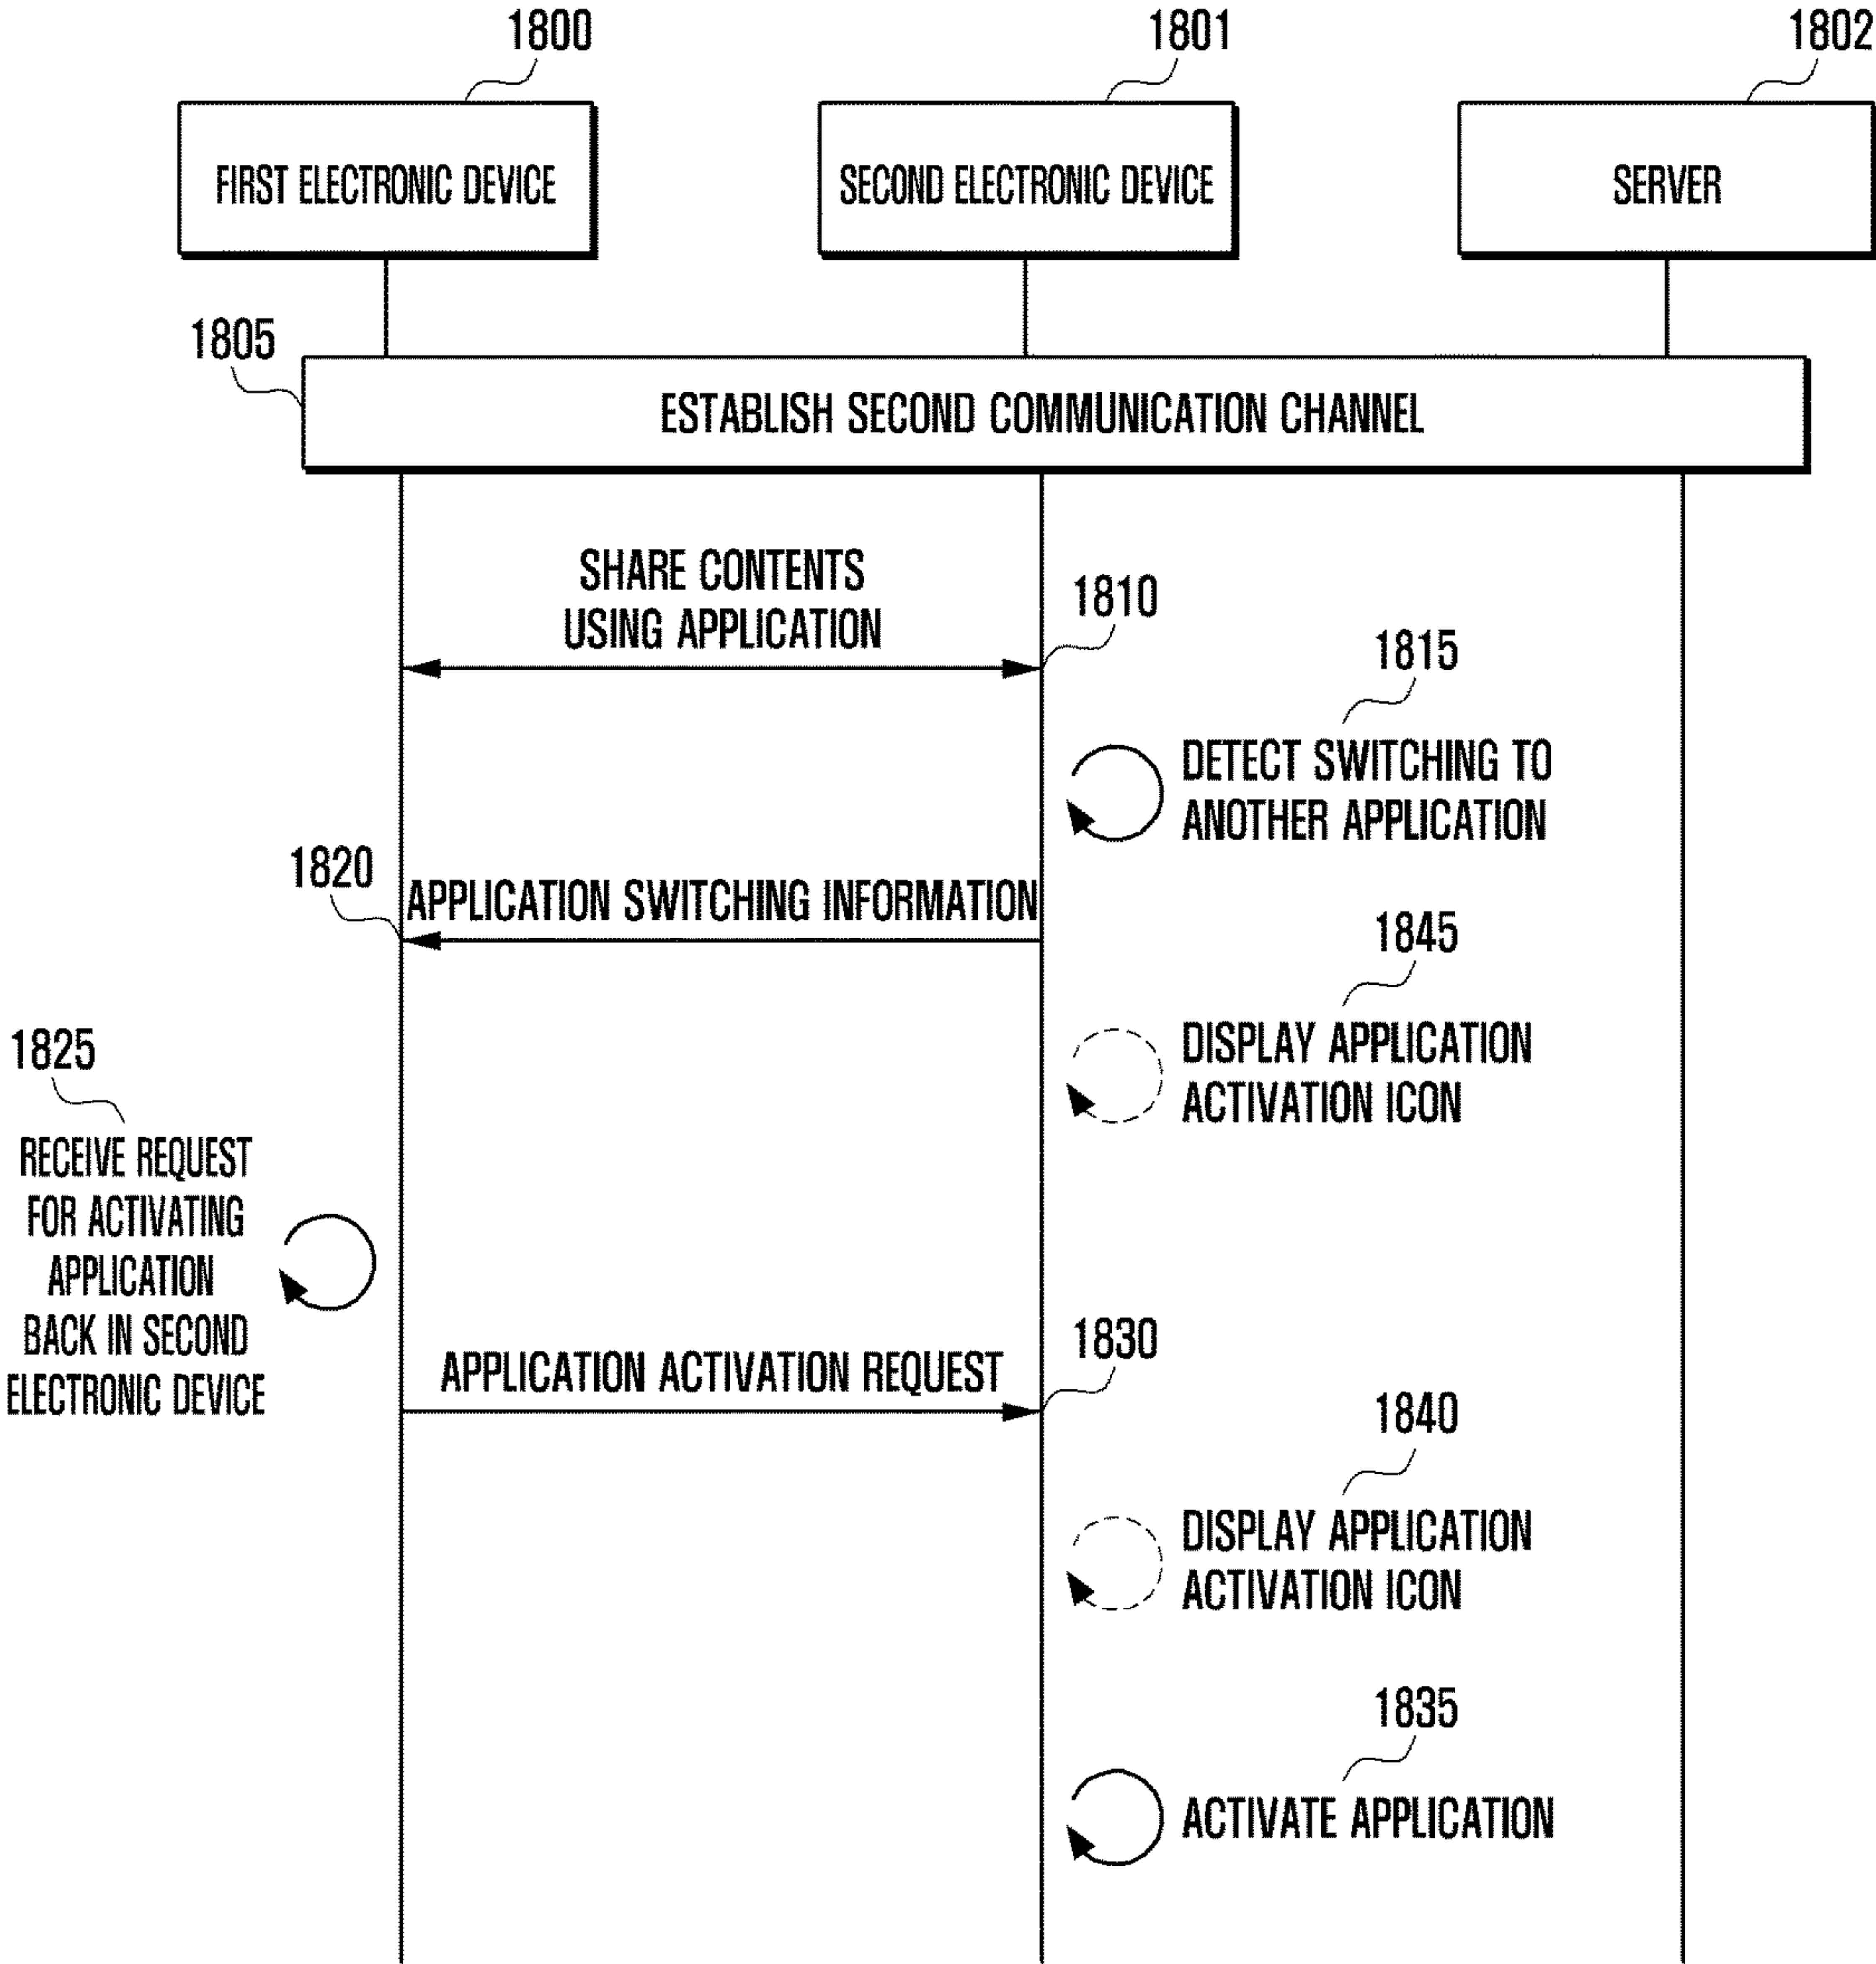 1800
1801
1802
FIRST ELECTRONIC DEVICE
SECOND ELECTRONIC DEVICE
SERVER
1805
ESTABLISH SECOND COMMUNICATION CHANNEL
SHARE CONTENTS
USING APPLICATION
1810
1815
DETECT SWITCHING TO
ANOTHER APPLICATION
1820
APPLICATION SWITCHING INFORMATION
1845
DISPLAY APPLICATION
ACTIVATION ICON
1825
RECEIVE REQUEST
FOR ACTIVATING
APPLICATION
BACK IN SECOND
ELECTRONIC DEVICE
1830
APPLICATION ACTIVATION REQUEST
1840
DISPLAY APPLICATION
ACTIVATION ICON
1835
ACTIVATE APPLICATION